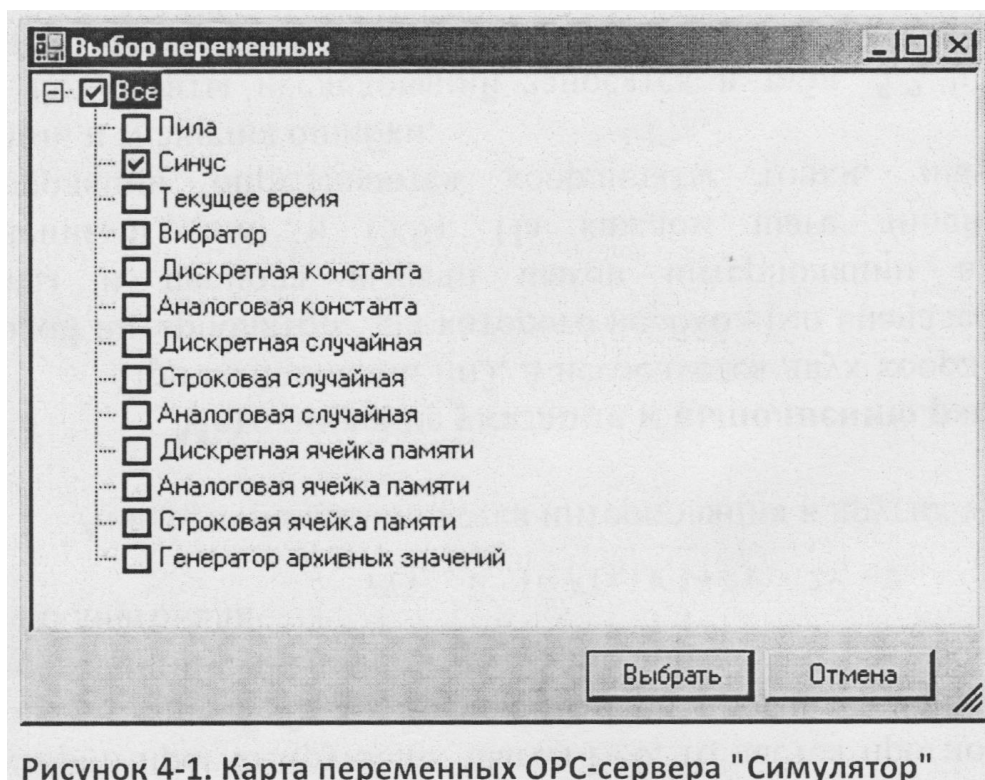 Выбор переменных
Все
Пила
Синус
Текущее время
Вибратор
Дискретная константа
Аналоговая константа
Дискретная случайная
Строковая случайная
Аналоговая случайная
Дискретная ячейка памяти
Аналоговая ячейка памяти
Строковая ячейка памяти
Генератор архивных значений
Выбрать
Отмена
Рисунок 4-1. Карта переменных ОРС-сервера "Симулятор"